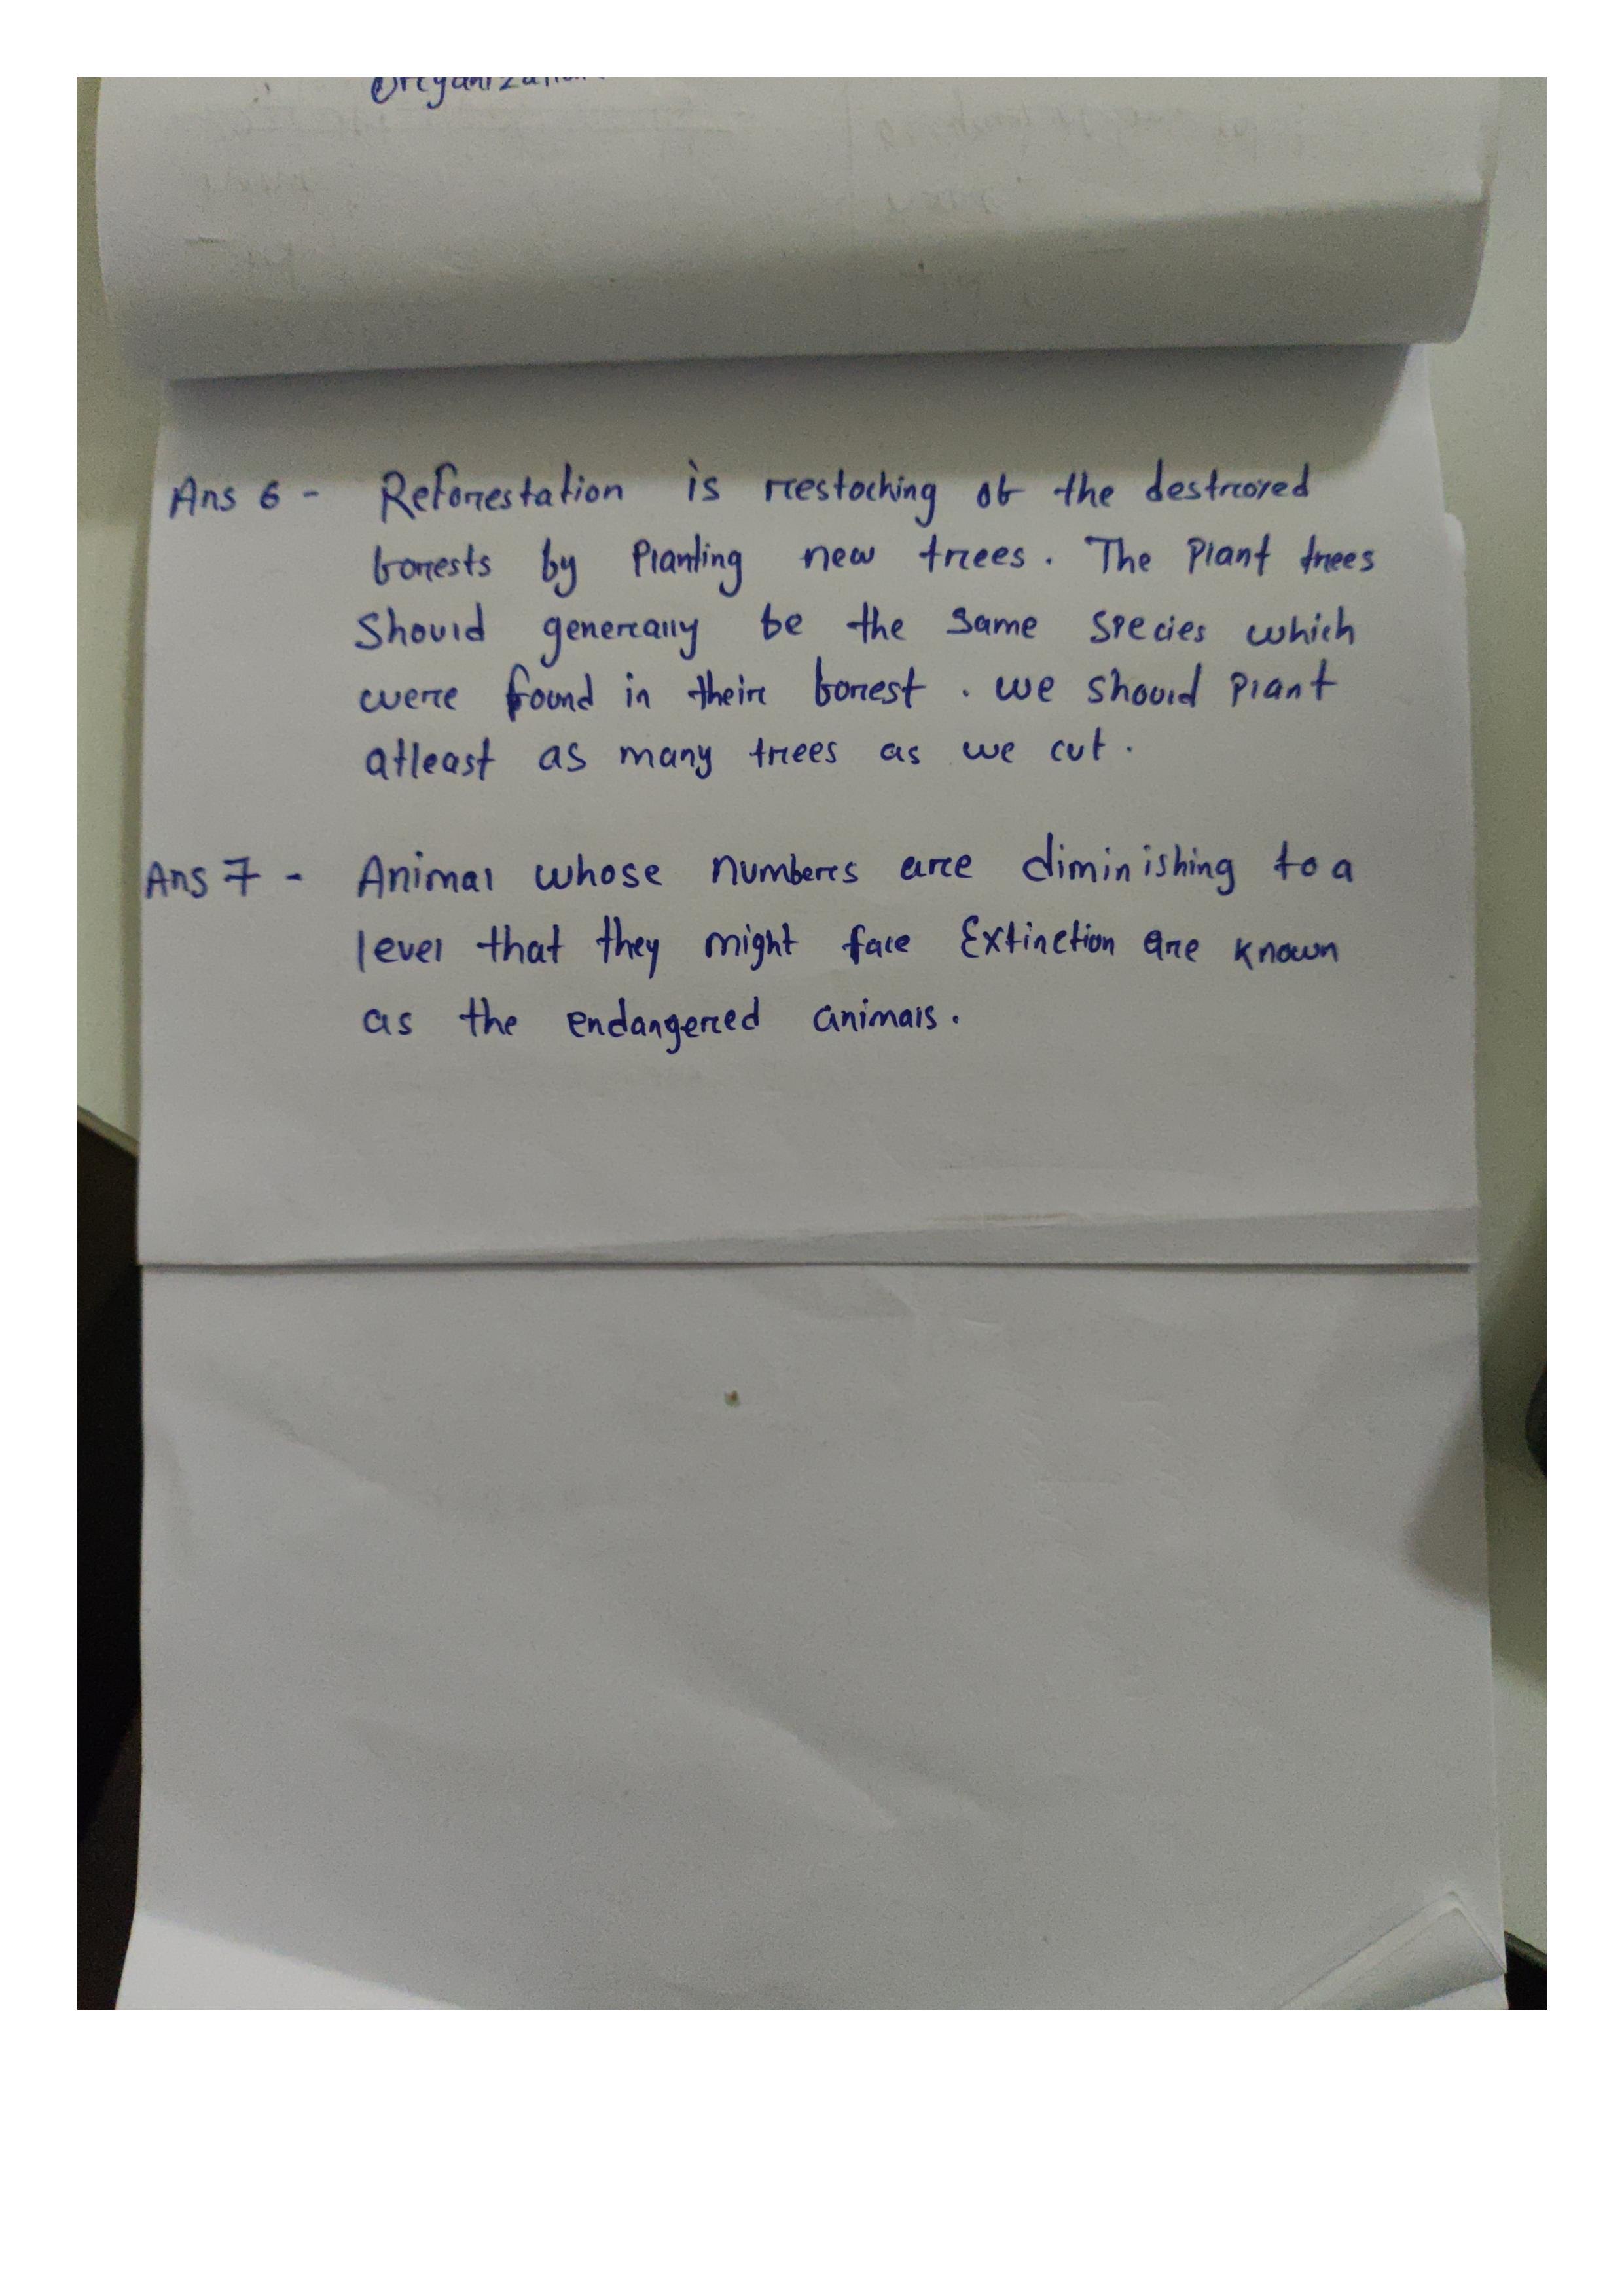 Organization
Ans 6 - Reforestation is restocking of the destroyed
forests by Planting new trees. The Plant trees
Should generally be the same species which
were found in their forest. we should plant
atleast as many trees as we cut.
Ans 7 - Animal whose numbers are diminishing to a
level that they might face Extinction are known
as the endangered animals.